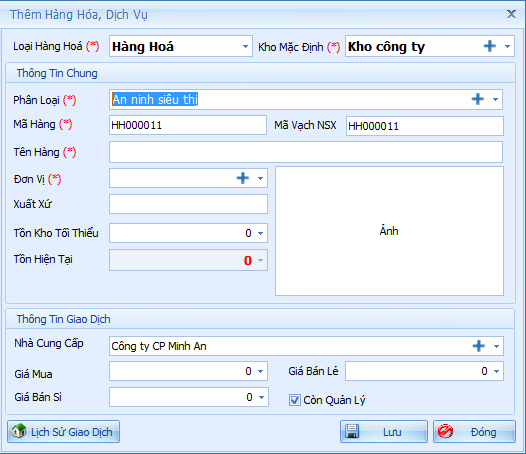 Thêm Hàng Hóa, Dịch Vụ
Loại Hàng Hoá (*) Hàng Hoá Kho Mặc Định (*) Kho công ty
Thông Tin Chung
Phân Loại (*) An ninh siêu thị
Mã Hàng (*) HH000011 Mã Vạch NSX HH000011
Tên Hàng (*)
Đơn Vị (*)
Xuất Xứ
Tồn Kho Tối Thiểu 0
Ảnh
Tồn Hiện Tại 0
Thông Tin Giao Dịch
Nhà Cung Cấp Công ty CP Minh An
Giá Mua 0 Giá Bán Lẻ 0
Giá Bán Sỉ 0 Còn Quản Lý
Lịch Sử Giao Dịch Lưu Đóng